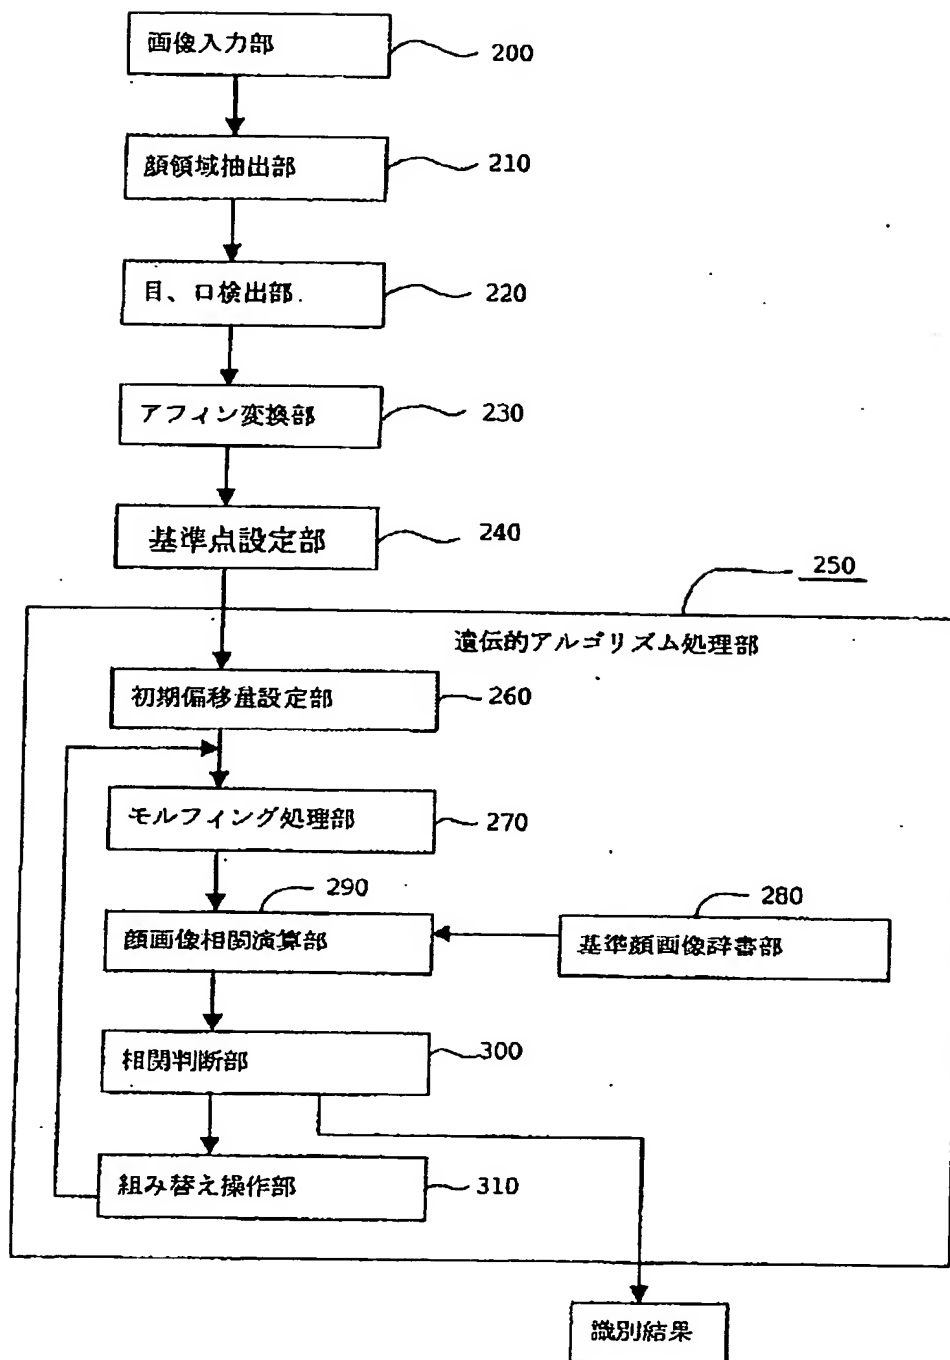 画像入力部
200
顔領域抽出部
210
目、口検出部
220
アフィン変換部
230
基準点設定部
240
250
遺伝的アルゴリズム処理部
初期偏移量設定部
260
モルフィング処理部
270
290
280
顔画像相関演算部
基準顔画像辞書部
相関判断部
300
組み替え操作部
310
識別結果